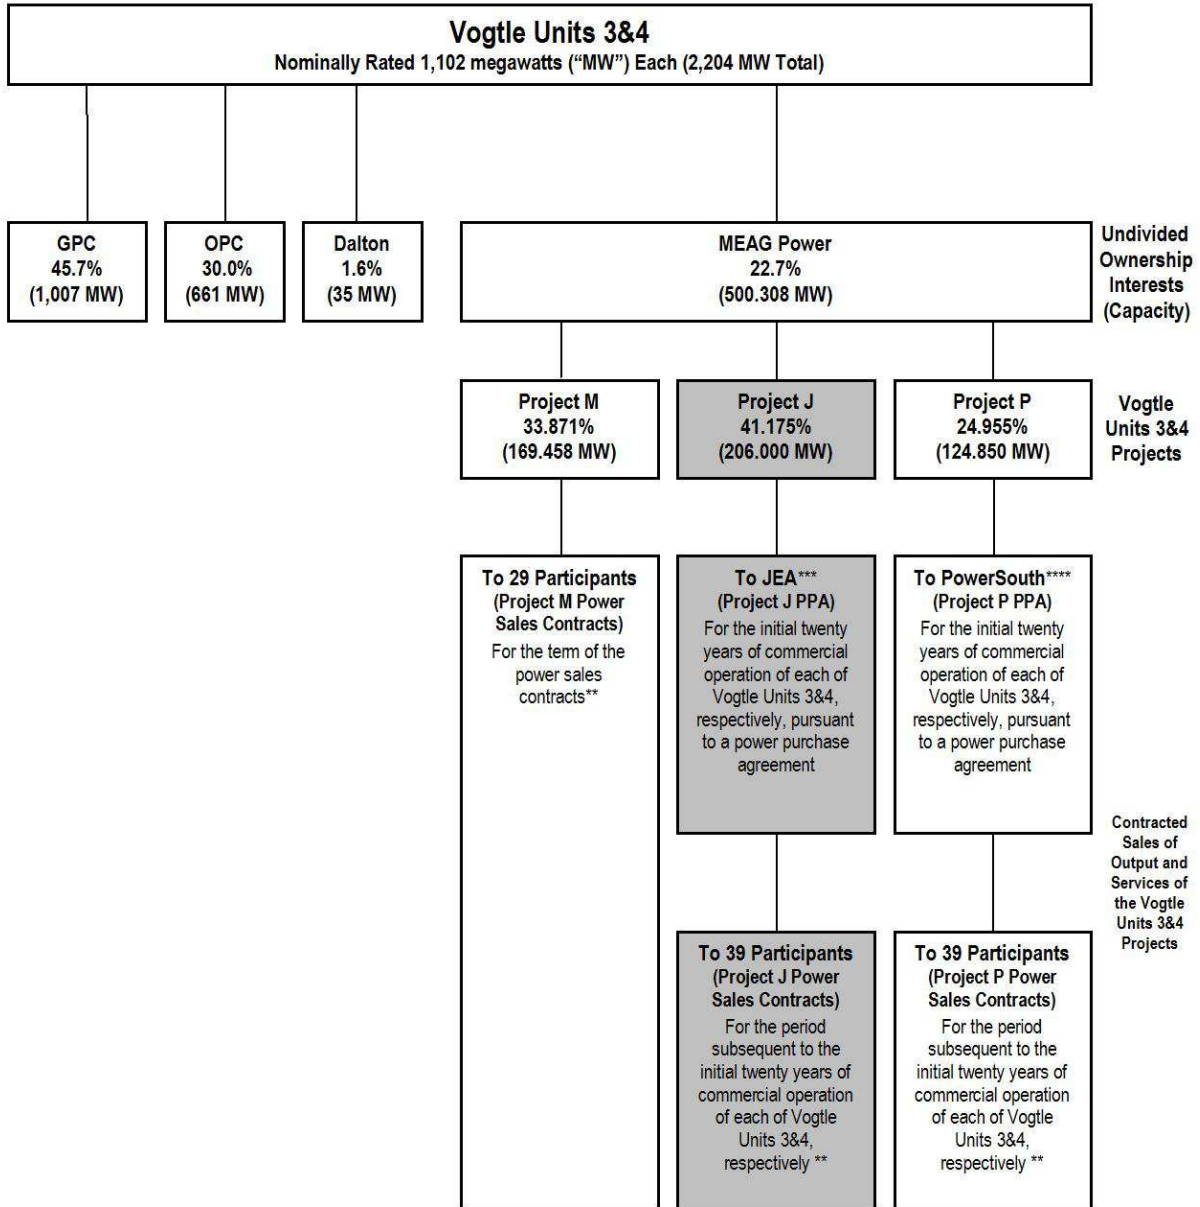 Vogtle Units 3&4
Nominally Rated 1,102 megawatts (“MW”) Each (2,204 MW Total)
GPC
45.7%
(1,007 MW)
OPC
30.0%
(661 MW)
Dalton
1.6%
(35 MW)
MEAG Power
22.7%
(500.308 MW)
Undivided
Ownership
Interests
(Capacity)
Project M
33.871%
(169.458 MW)
Project J
41.175%
(206.000 MW)
Project P
24.955%
(124.850 MW)
Vogtle
Units 3&4
Projects
To 29 Participants
(Project M Power
Sales Contracts)
For the term of the
power sales
contracts**
To JEA***
(Project J PPA)
For the initial twenty
years of commercial
operation of each of
Vogtle Units 3&4,
respectively, pursuant
to a power purchase
agreement
To PowerSouth****
(Project P PPA)
For the initial twenty
years of commercial
operation of each of
Vogtle Units 3&4,
respectively, pursuant
to a power purchase
agreement
Contracted
Sales of
Output and
Services of
the Vogtle
Units 3&4
Projects
To 39 Participants
(Project J Power
Sales Contracts)
For the period
subsequent to the
initial twenty years of
commercial operation
of each of Vogtle
Units 3&4,
respectively **
To 39 Participants
(Project P Power
Sales Contracts)
For the period
subsequent to the
initial twenty years of
commercial operation
of each of Vogtle
Units 3&4,
respectively **